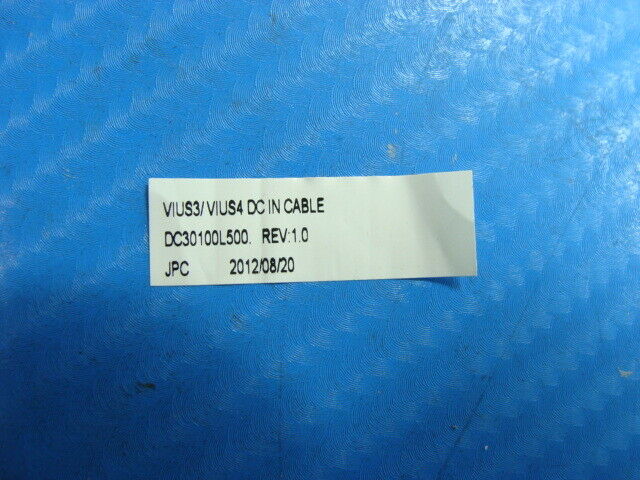 VIUS3/ VIUS4 DC IN CABLE
DC30100L500. REV:1.0
JPC 2012/08/20